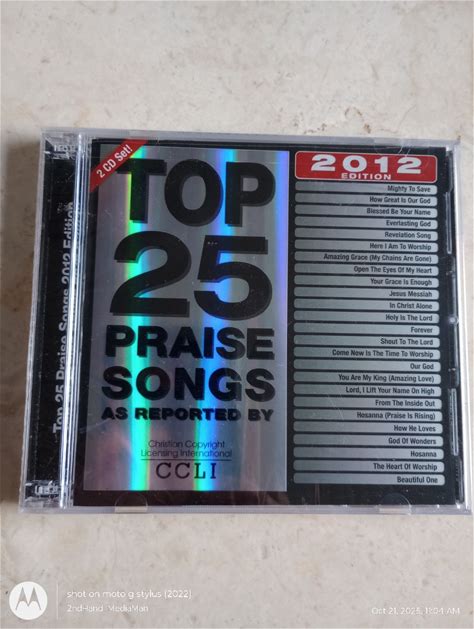 2 CD Set!
TOP
25
PRAISE
SONGS
AS REPORTED BY
Christian Copyright
Licensing International
CCLI
2012
EDITION
Mighty To Save
How Great Is Our God
Blessed Be Your Name
Everlasting God
Revelation Song
Here I Am To Worship
Amazing Grace (My Chains Are Gone)
Open The Eyes Of My Heart
Your Grace is Enough
Jesus Messiah
In Christ Alone
Holy Is The Lord
Forever
Shout To The Lord
Come Now Is The Time To Worship
Our God
You Are My King (Amazing Love)
Lord, I Lift Your Name On High
From The Inside Out
Hosanna (Praise Is Rising)
How He Loves
God Of Wonders
Hosanna
The Heart Of Worship
Beautiful One
Top 25 Praise Songs 2012 Edition
shot on moto g stylus (2022)
2ndHand-MediaMan
Oct 21, 2025, 11:04 AM